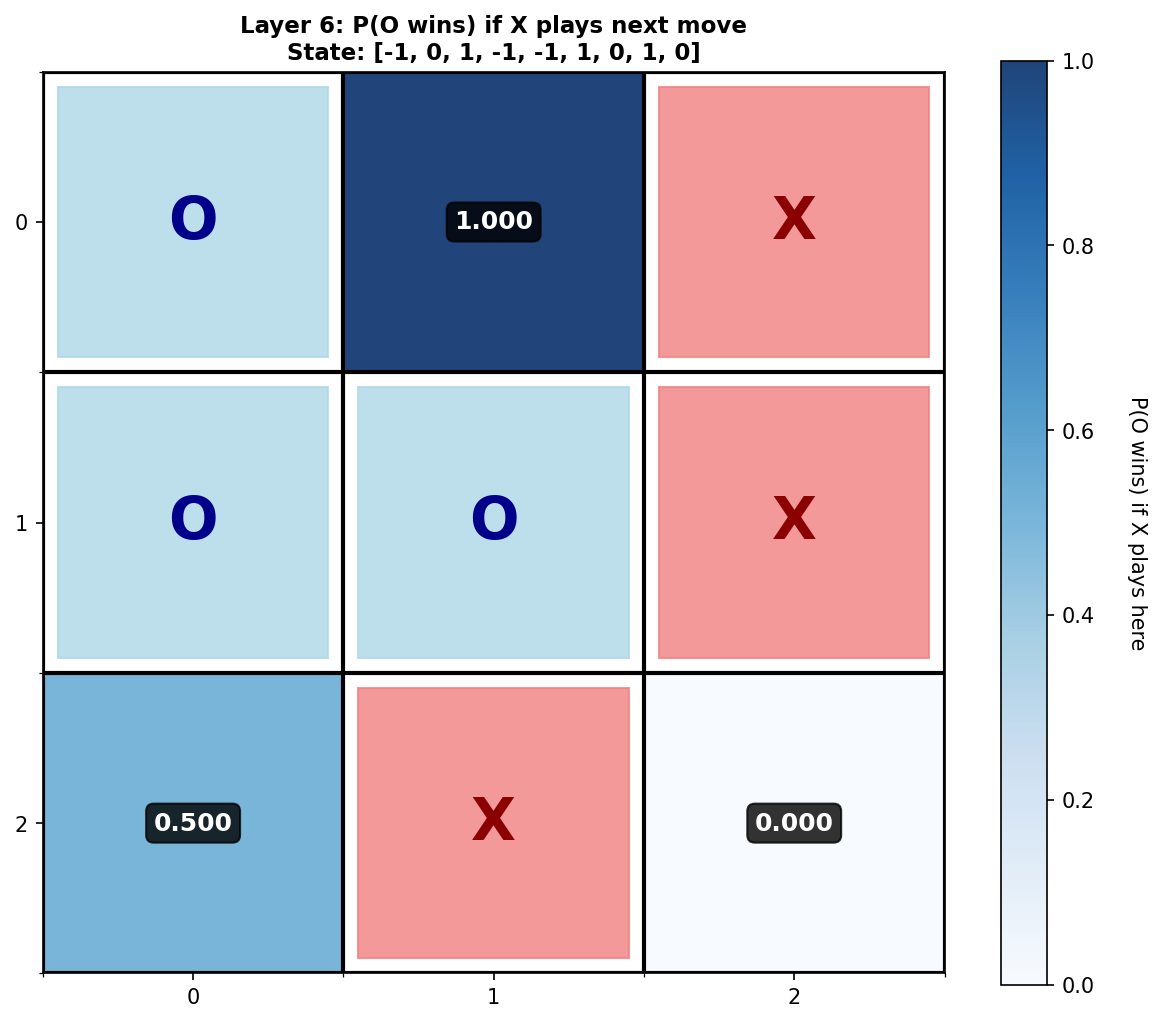 Layer 6: P(O wins) if X plays next move
State: [-1, 0, 1, -1, -1, 1, 0, 1, 0]
O 1.000 X
O O X
0.500 X 0.000
0
1
2
0 1 2
1.0
0.8
0.6
0.4
0.2
0.0
P(O wins) if X plays here